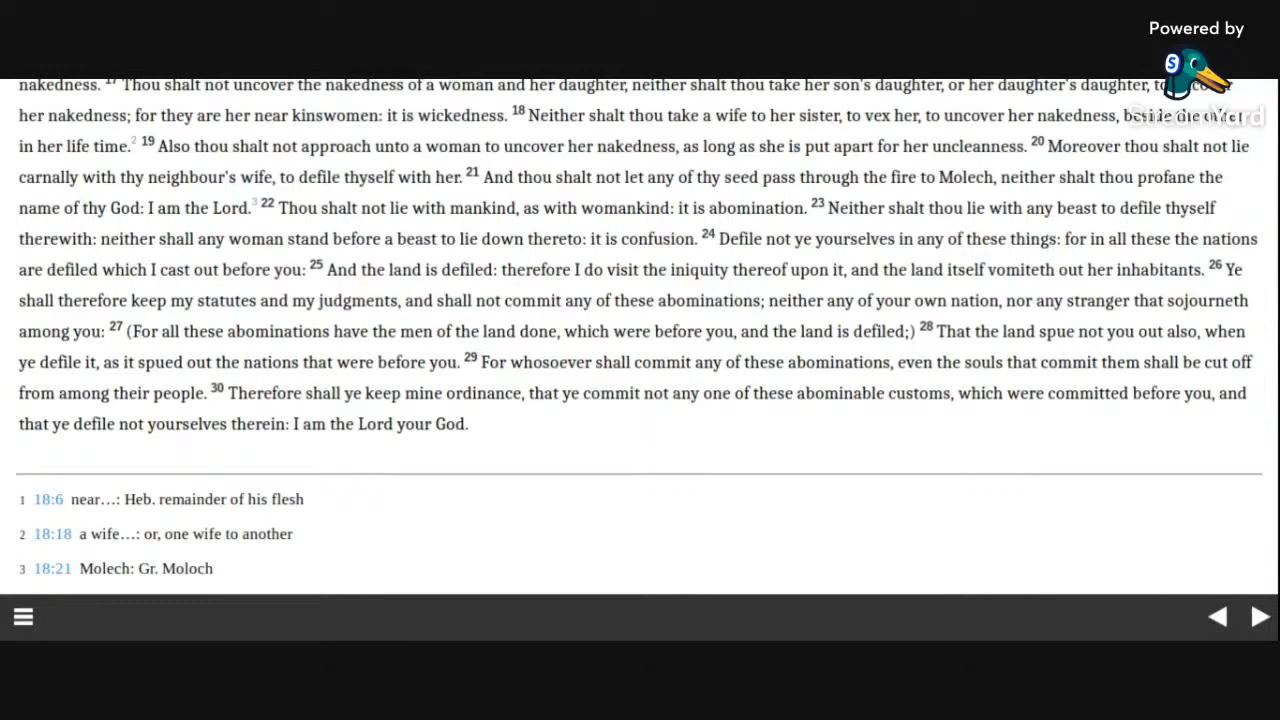 Powered by
StreamYard
nakedness. 17 Thou shalt not uncover the nakedness of a woman and her daughter, neither shalt thou take her son's daughter, or her daughter's daughter, to uncover
her nakedness; for they are her near kinswomen: it is wickedness. 18 Neither shalt thou take a wife to her sister, to vex her, to uncover her nakedness, beside the other
in her life time.2 19 Also thou shalt not approach unto a woman to uncover her nakedness, as long as she is put apart for her uncleanness. 20 Moreover thou shalt not lie
carnally with thy neighbour's wife, to defile thyself with her. 21 And thou shalt not let any of thy seed pass through the fire to Molech, neither shalt thou profane the
name of thy God: I am the Lord.3 22 Thou shalt not lie with mankind, as with womankind: it is abomination. 23 Neither shalt thou lie with any beast to defile thyself
therewith: neither shall any woman stand before a beast to lie down thereto: it is confusion. 24 Defile not ye yourselves in any of these things: for in all these the nations
are defiled which I cast out before you: 25 And the land is defiled: therefore I do visit the iniquity thereof upon it, and the land itself vomiteth out her inhabitants. 26 Ye
shall therefore keep my statutes and my judgments, and shall not commit any of these abominations; neither any of your own nation, nor any stranger that sojourneth
among you: 27 (For all these abominations have the men of the land done, which were before you, and the land is defiled;) 28 That the land spue not you out also, when
ye defile it, as it spued out the nations that were before you. 29 For whosoever shall commit any of these abominations, even the souls that commit them shall be cut off
from among their people. 30 Therefore shall ye keep mine ordinance, that ye commit not any one of these abominable customs, which were committed before you, and
that ye defile not yourselves therein: I am the Lord your God.
1 18:6 near…: Heb. remainder of his flesh
2 18:18 a wife…: or, one wife to another
3 18:21 Molech: Gr. Moloch